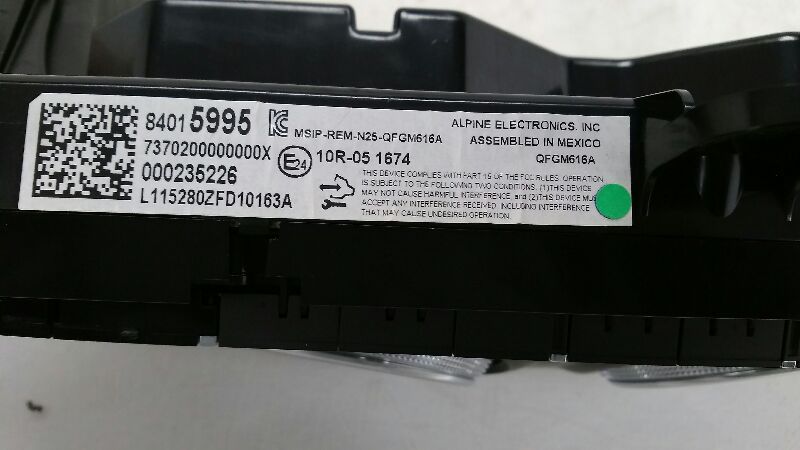 84015995
7370200000000X
000235226
L115280ZFD10163A
MSIP-REM-N25-QFGM616A
E24 10R-05 1674
ALPINE ELECTRONICS, INC
ASSEMBLED IN MEXICO
QFGM616A
THIS DEVICE COMPLIES WITH PART 15 OF THE FCC RULES. OPERATION
IS SUBJECT TO THE FOLLOWING TWO CONDITIONS, (1)THIS DEVICE
MAY NOT CAUSE HARMFUL INTERFERENCE, and (2)THIS DEVICE
ACCEPT ANY INTERFERENCE RECEIVED, INCLUDING INTERFERENCE
THAT MAY CAUSE UNDESIRED OPERATION.